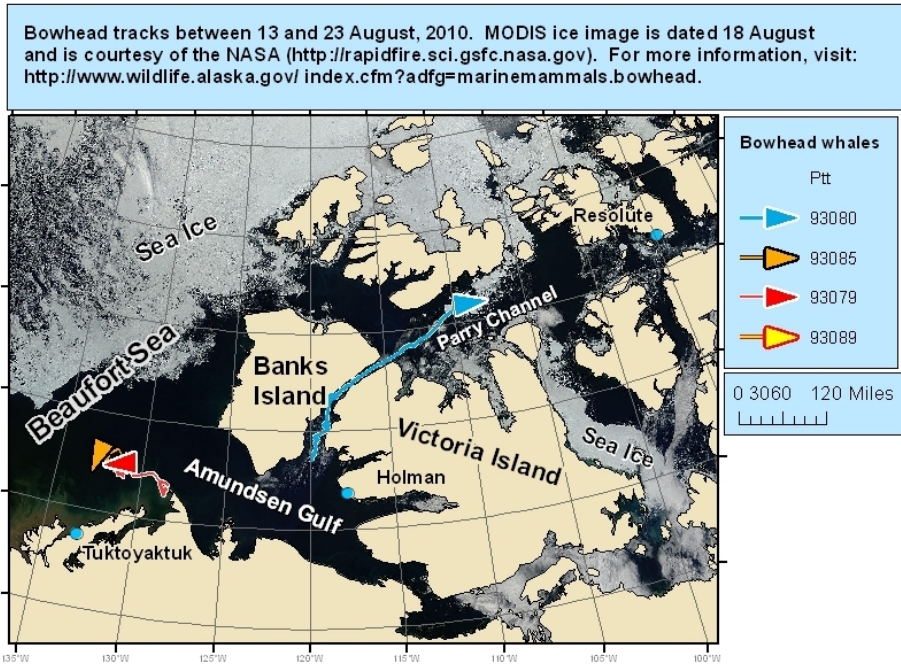 Bowhead tracks between 13 and 23 August, 2010. MODIS ice image is dated 18 August
and is courtesy of the NASA (http://rapidfire.sci.gsfc.nasa.gov). For more information, visit:
http://www.wildlife.alaska.gov/ index.cfm?adfg=marinemammals.bowhead.
Bowhead whales
Ptt
93080
93085
93079
93089
0 3060 120 Miles
Sea Ice
Resolute
Parry Channel
Beaufort Sea
Banks
Island
Victoria Island
Sea Ice
Amundsen Gulf
Holman
Tuktoyaktuk
135°W
130°W
125°W
120°W
115°W
110°W
105°W
100°W